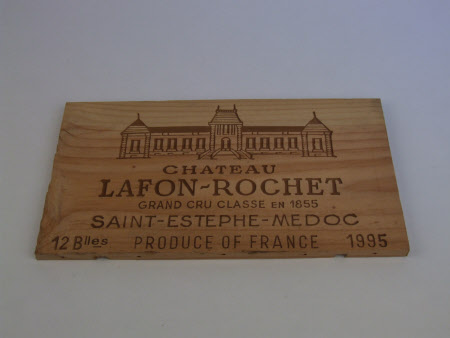 CHATEAU
LAFON-ROCHET
GRAND CRU CLASSE EN 1855
SAINT-ESTEPHE-MEDOC
12 Blles PRODUCE OF FRANCE 1995